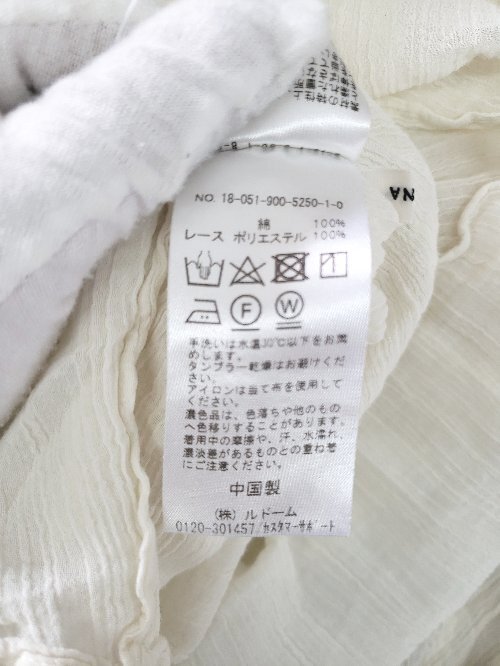 NO. 18-051-900-5250-1-0
綿 100%
レース ポリエステル 100%
F
W
手洗いは水温30℃以下をお薦
めします。
タンブラー乾燥はお避けくださ
い。
アイロンは当て布を使用して
ください。
濃色品は、色落ちや他のもの
へ色移りすることがあります。
着用中の摩擦や、汗、水濡れ、
濃淡差があるものとの重ね着
にご注意ください。
中国製
(株) ルドーム
0120-301457/カスタマーサポート
NA